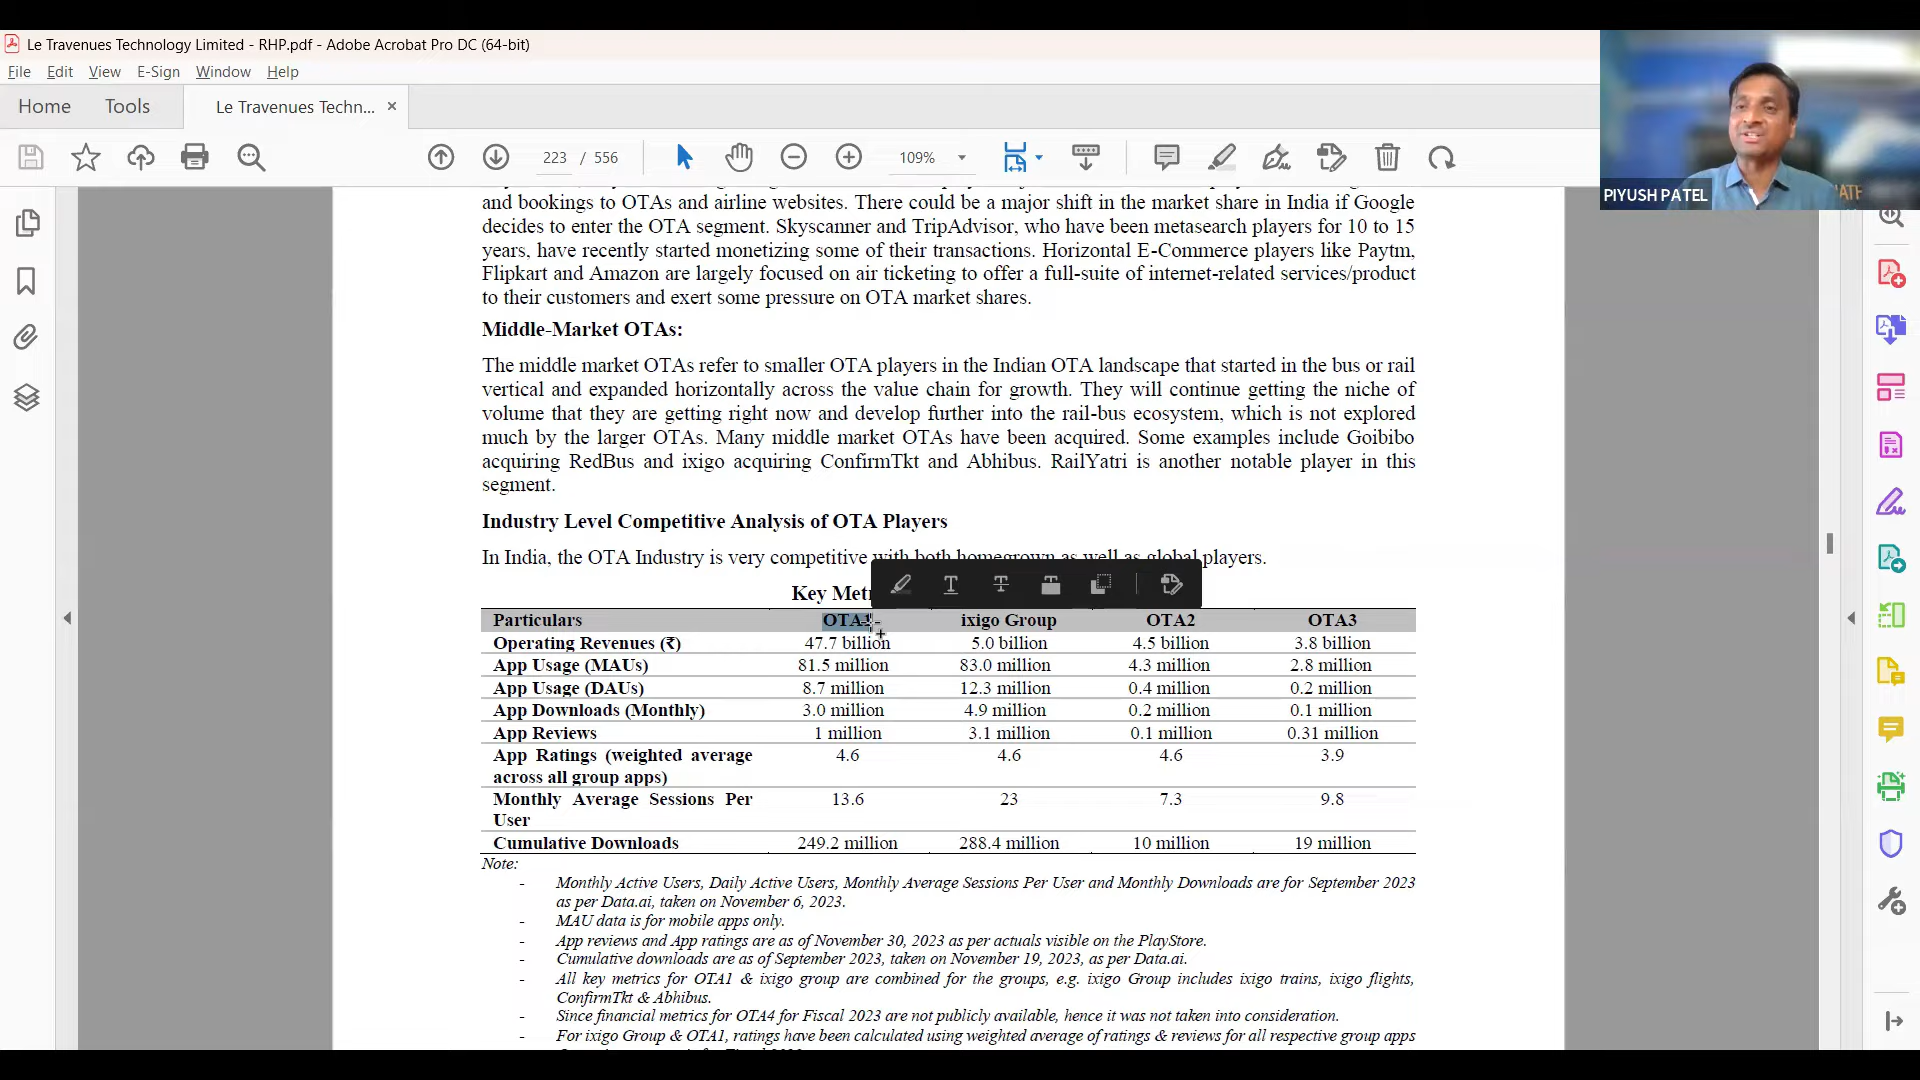 Le Travenues Technology Limited - RHP.pdf - Adobe Acrobat Pro DC (64-bit)
File Edit View E-Sign Window Help
Home Tools Le Travenues Techn... ×
223 / 556 109%
PIYUSH PATEL
and bookings to OTAs and airline websites. There could be a major shift in the market share in India if Google
decides to enter the OTA segment. Skyscanner and TripAdvisor, who have been metasearch players for 10 to 15
years, have recently started monetizing some of their transactions. Horizontal E-Commerce players like Paytm,
Flipkart and Amazon are largely focused on air ticketing to offer a full-suite of internet-related services/product
to their customers and exert some pressure on OTA market shares.
Middle-Market OTAs:
The middle market OTAs refer to smaller OTA players in the Indian OTA landscape that started in the bus or rail
vertical and expanded horizontally across the value chain for growth. They will continue getting the niche of
volume that they are getting right now and develop further into the rail-bus ecosystem, which is not explored
much by the larger OTAs. Many middle market OTAs have been acquired. Some examples include Goibibo
acquiring RedBus and ixigo acquiring ConfirmTkt and Abhibus. RailYatri is another notable player in this
segment.
Industry Level Competitive Analysis of OTA Players
In India, the OTA Industry is very competitive with both homegrown as well as global players.
Key
Particulars OTA1 ixigo Group OTA2 OTA3
Operating Revenues (₹) 47.7 billion 5.0 billion 4.5 billion 3.8 billion
App Usage (MAUs) 81.5 million 83.0 million 4.3 million 2.8 million
App Usage (DAUs) 8.7 million 12.3 million 0.4 million 0.2 million
App Downloads (Monthly) 3.0 million 4.9 million 0.2 million 0.1 million
App Reviews 1 million 3.1 million 0.1 million 0.31 million
App Ratings (weighted average 4.6 4.6 4.6 3.9
across all group apps)
Monthly Average Sessions Per 13.6 23 7.3 9.8
User
Cumulative Downloads 249.2 million 288.4 million 10 million 19 million
Note:
- Monthly Active Users, Daily Active Users, Monthly Average Sessions Per User and Monthly Downloads are for September 2023
as per Data.ai, taken on November 6, 2023.
- MAU data is for mobile apps only.
- App reviews and App ratings are as of November 30, 2023 as per actuals visible on the PlayStore.
- Cumulative downloads are as of September 2023, taken on November 19, 2023, as per Data.ai.
- All key metrics for OTA1 & ixigo group are combined for the groups, e.g. ixigo Group includes ixigo trains, ixigo flights,
ConfirmTkt & Abhibus.
- Since financial metrics for OTA4 for Fiscal 2023 are not publicly available, hence it was not taken into consideration.
- For ixigo Group & OTA1, ratings have been calculated using weighted average of ratings & reviews for all respective group apps